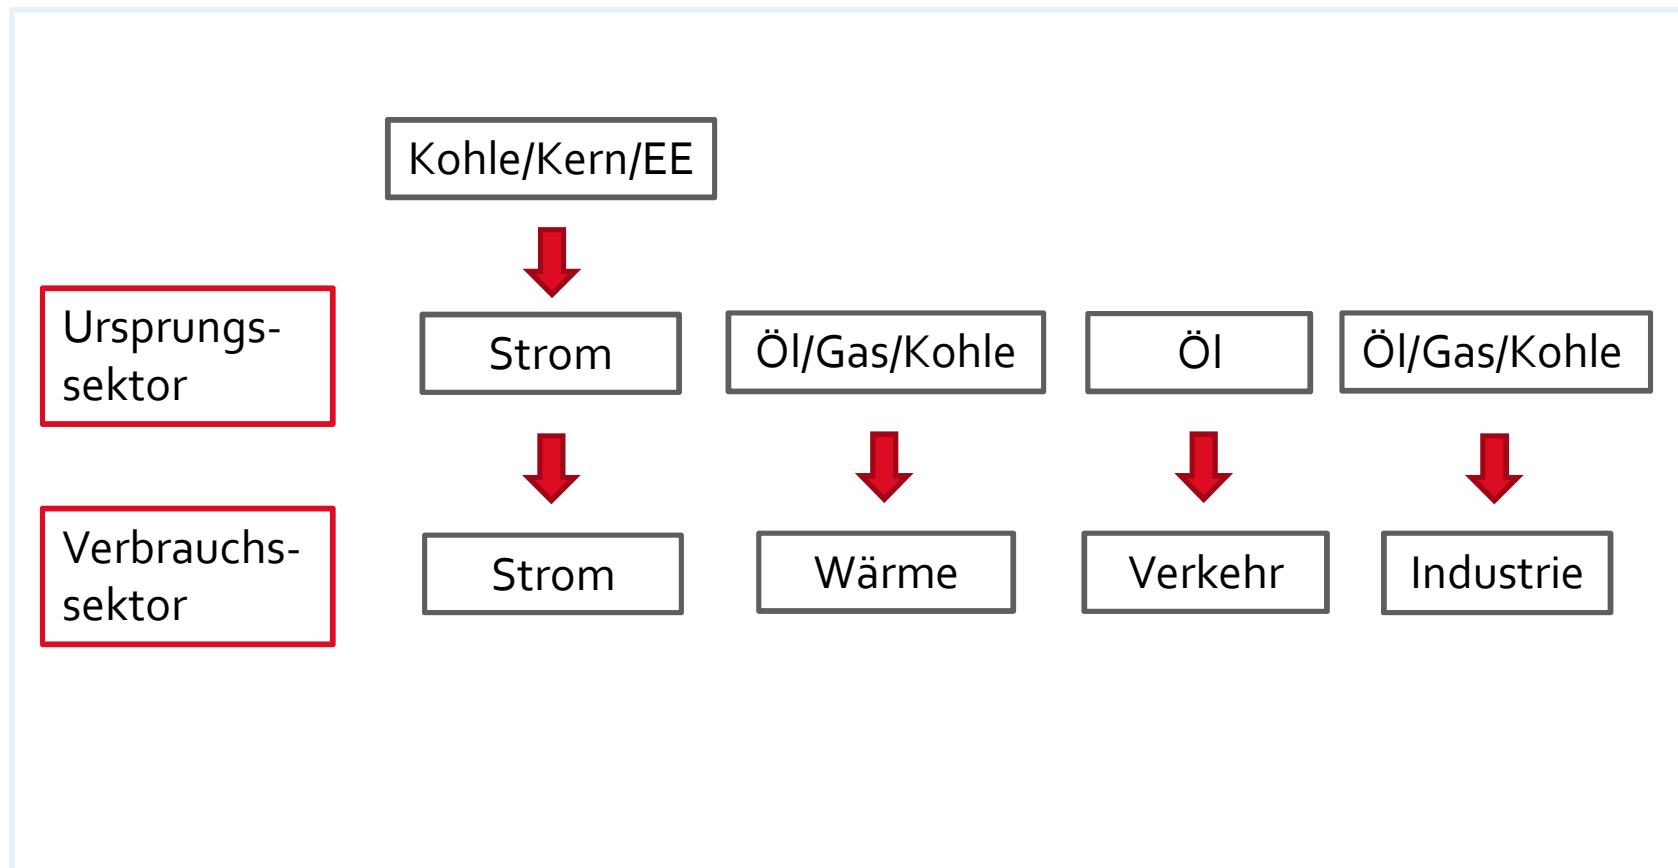 Kohle/Kern/EE
Ursprungs-
sektor
Strom
Öl/Gas/Kohle
Öl
Öl/Gas/Kohle
Verbrauchs-
sektor
Strom
Wärme
Verkehr
Industrie